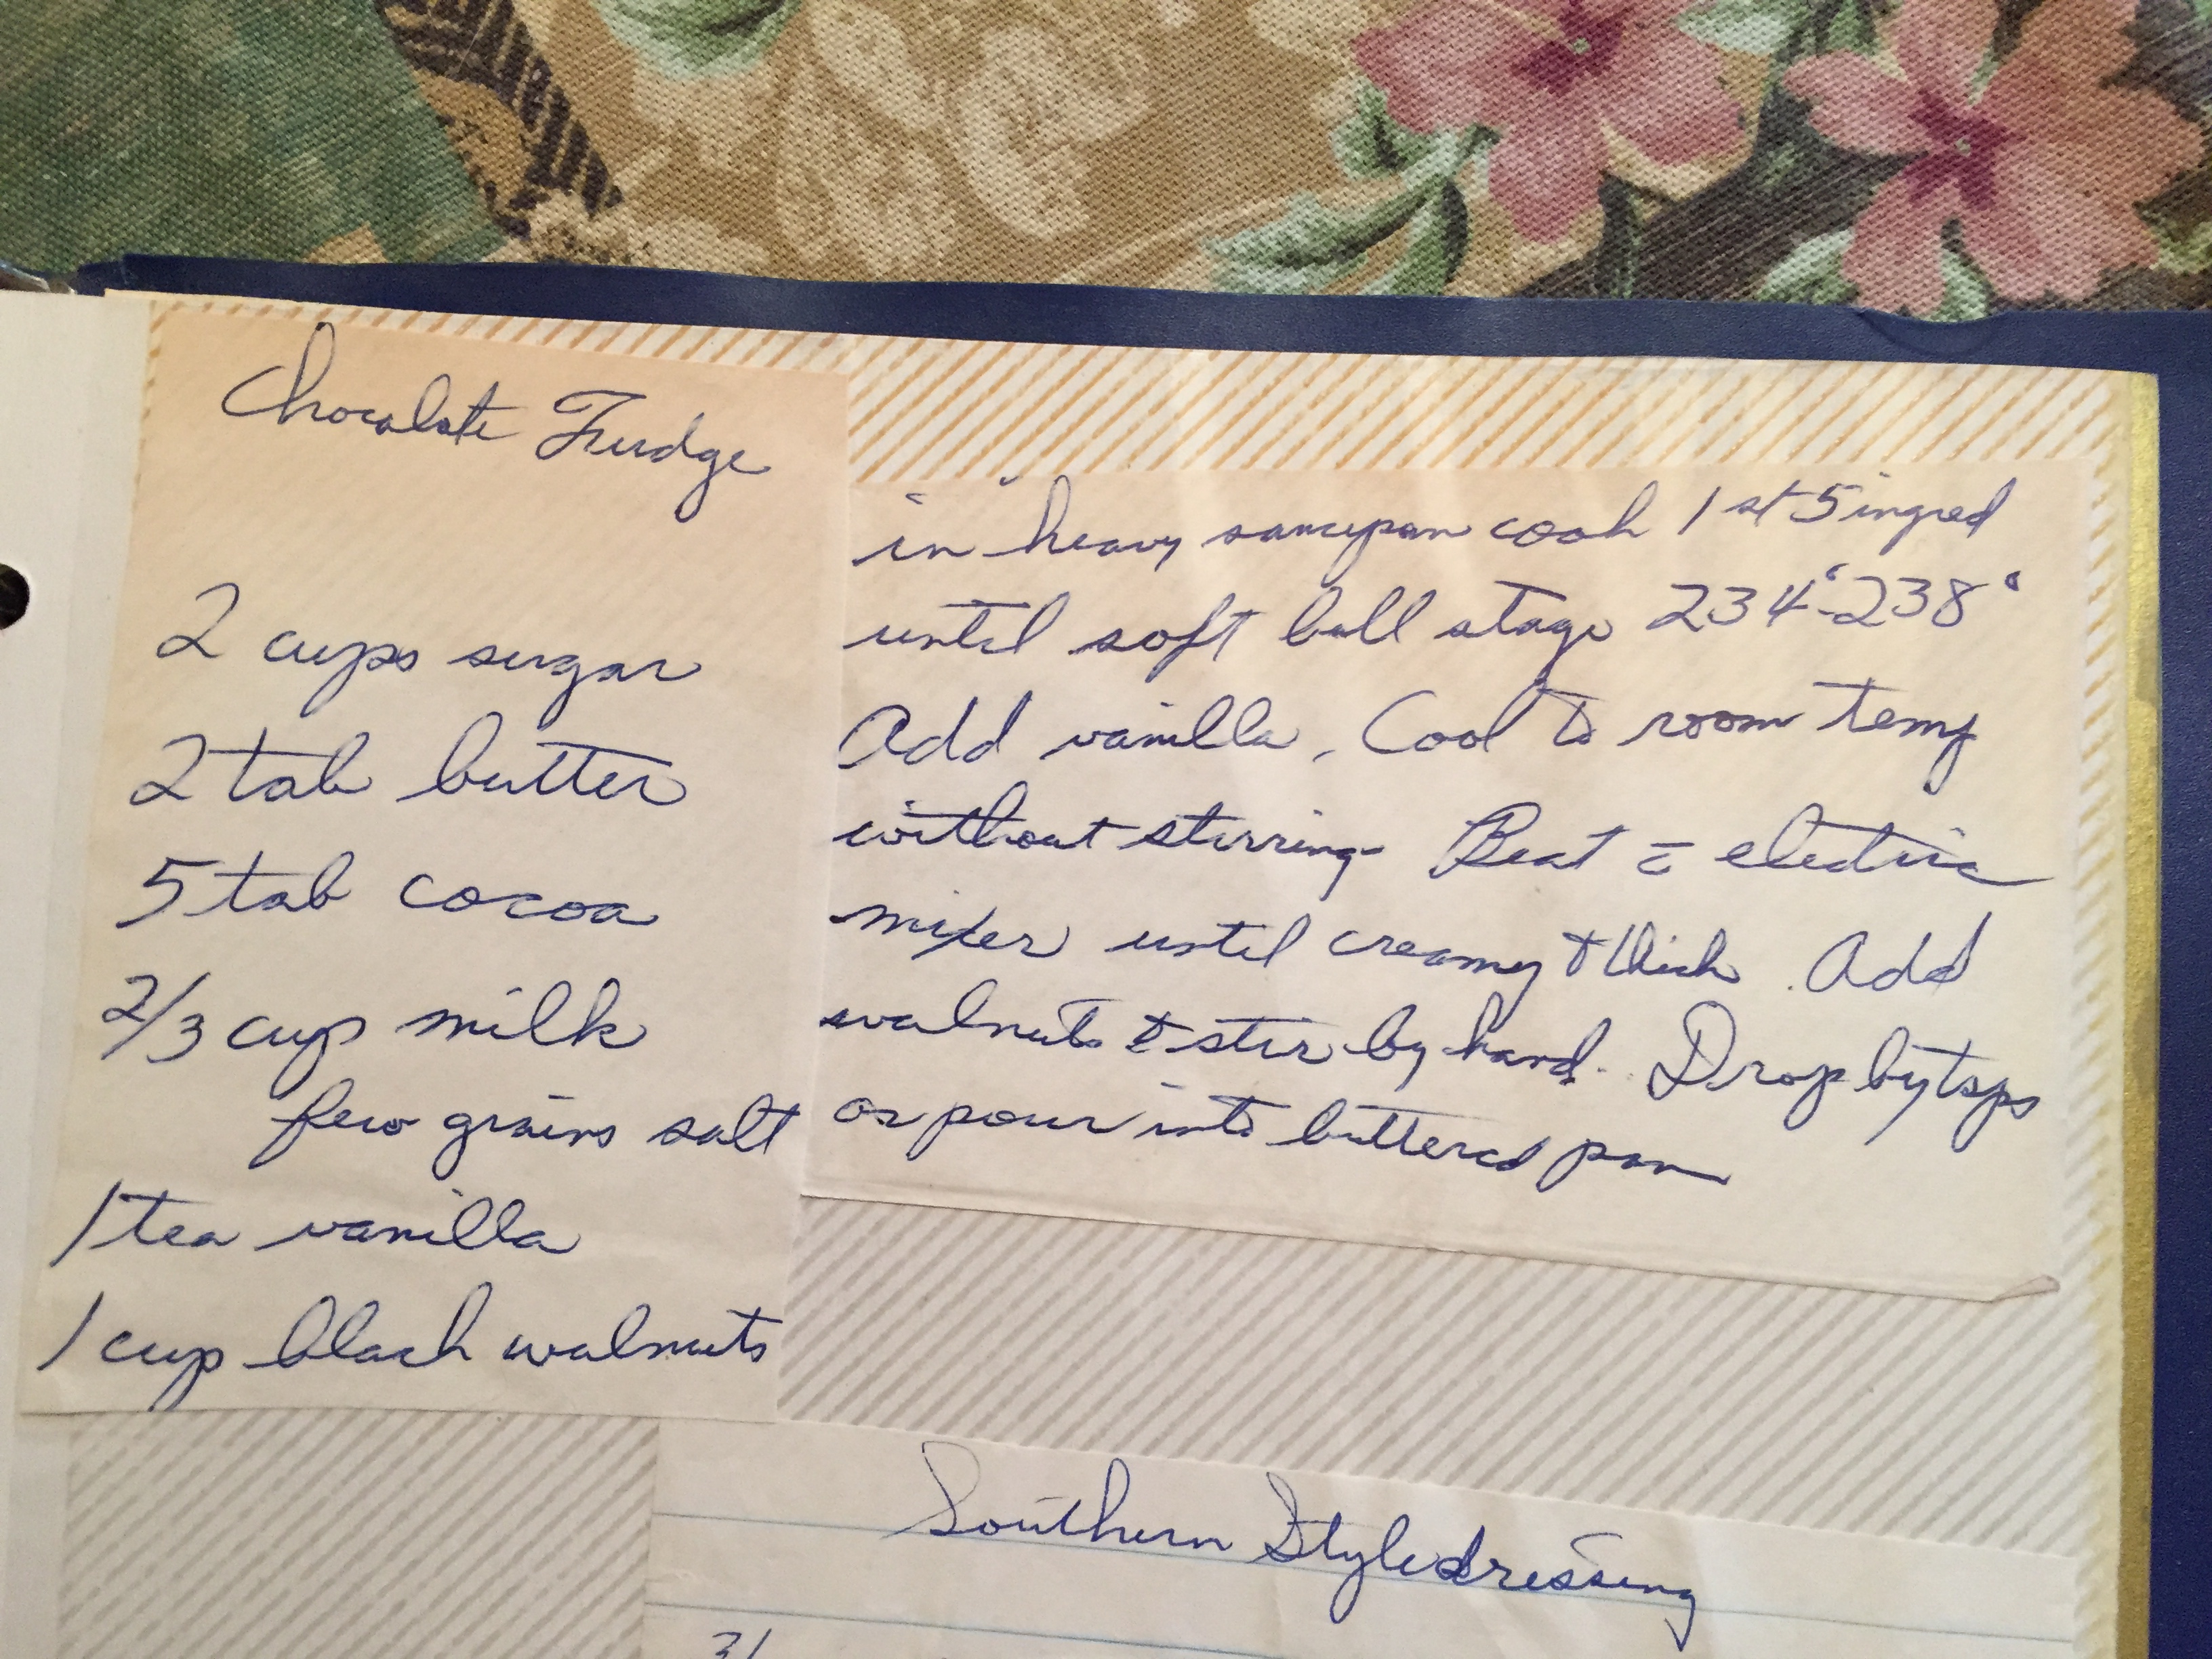 Chocolate Fudge
2 cups sugar
2 tab butter
5 tab cocoa
2/3 cup milk
few grains salt
1 tea vanilla
1 cup black walnuts
in heavy saucepan cook 1st 5 ingred
until soft ball stage 234°-238°
Add vanilla. Cool to room temp
without stirring. Beat c̄ electric
mixer until creamy & thick. Add
walnuts & stir by hand. Drop by tsps
or pour into buttered pan
Southern Style dressing